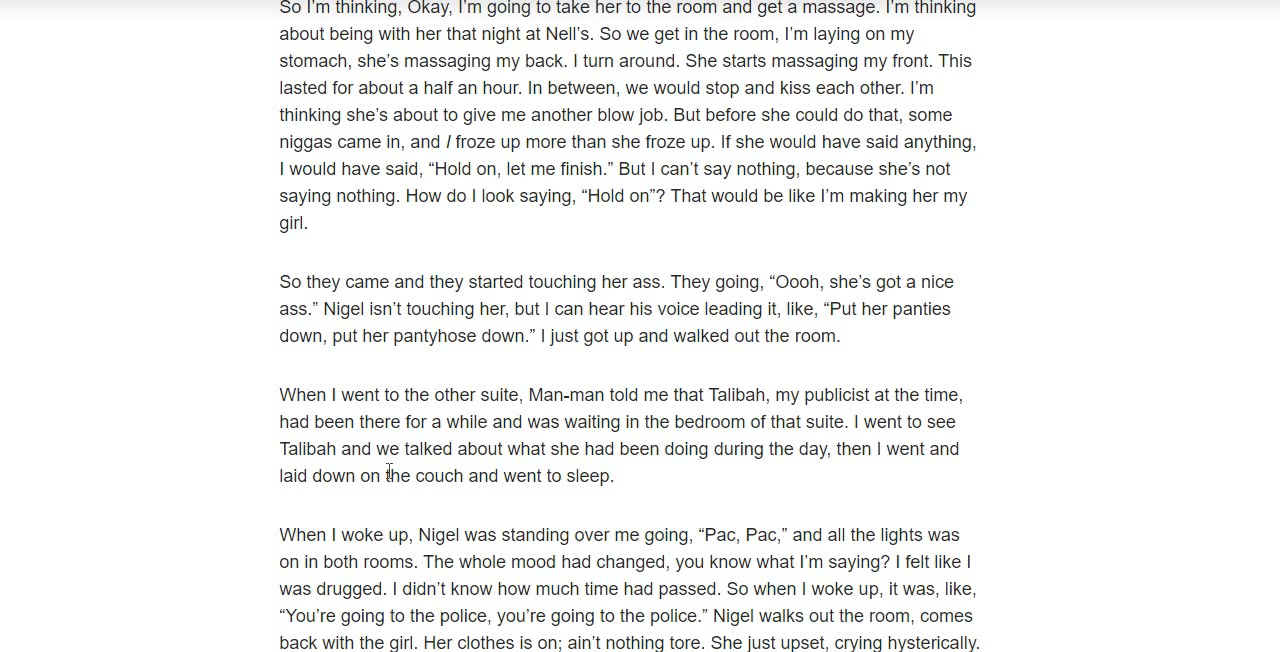 So I’m thinking, Okay, I’m going to take her to the room and get a massage. I’m thinking
about being with her that night at Nell’s. So we get in the room, I’m laying on my
stomach, she’s massaging my back. I turn around. She starts massaging my front. This
lasted for about a half an hour. In between, we would stop and kiss each other. I’m
thinking she’s about to give me another blow job. But before she could do that, some
niggas came in, and I froze up more than she froze up. If she would have said anything,
I would have said, “Hold on, let me finish.” But I can’t say nothing, because she’s not
saying nothing. How do I look saying, “Hold on”? That would be like I’m making her my
girl.
So they came and they started touching her ass. They going, “Oooh, she’s got a nice
ass.” Nigel isn’t touching her, but I can hear his voice leading it, like, “Put her panties
down, put her pantyhose down.” I just got up and walked out the room.
When I went to the other suite, Man-man told me that Talibah, my publicist at the time,
had been there for a while and was waiting in the bedroom of that suite. I went to see
Talibah and we talked about what she had been doing during the day, then I went and
laid down on the couch and went to sleep.
When I woke up, Nigel was standing over me going, “Pac, Pac,” and all the lights was
on in both rooms. The whole mood had changed, you know what I’m saying? I felt like I
was drugged. I didn’t know how much time had passed. So when I woke up, it was, like,
“You’re going to the police, you’re going to the police.” Nigel walks out the room, comes
back with the girl. Her clothes is on; ain’t nothing tore. She just upset, crying hysterically.